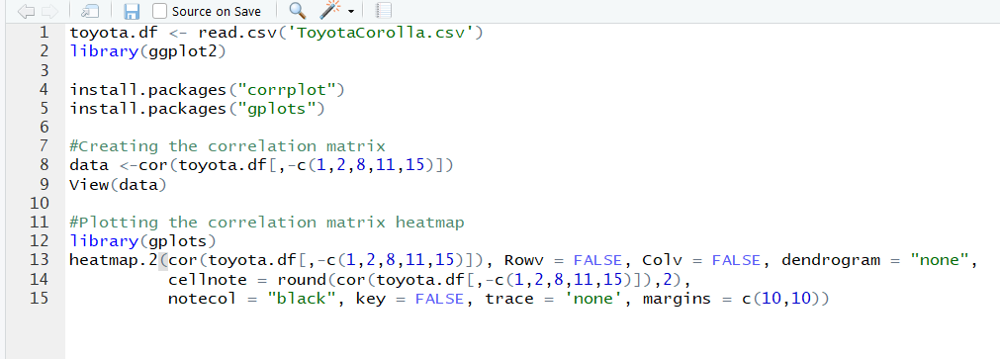 Source on Save
1 toyota.df <- read.csv('ToyotaCorolla.csv')
2 library(ggplot2)
3
4 install.packages("corrplot")
5 install.packages("gplots")
6
7 #Creating the correlation matrix
8 data <-cor(toyota.df[,-c(1,2,8,11,15)])
9 View(data)
10
11 #Plotting the correlation matrix heatmap
12 library(gplots)
13 heatmap.2(cor(toyota.df[,-c(1,2,8,11,15)]), Rowv = FALSE, Colv = FALSE, dendrogram = "none",
14 cellnote = round(cor(toyota.df[,-c(1,2,8,11,15)]),2),
15 notecol = "black", key = FALSE, trace = 'none', margins = c(10,10))